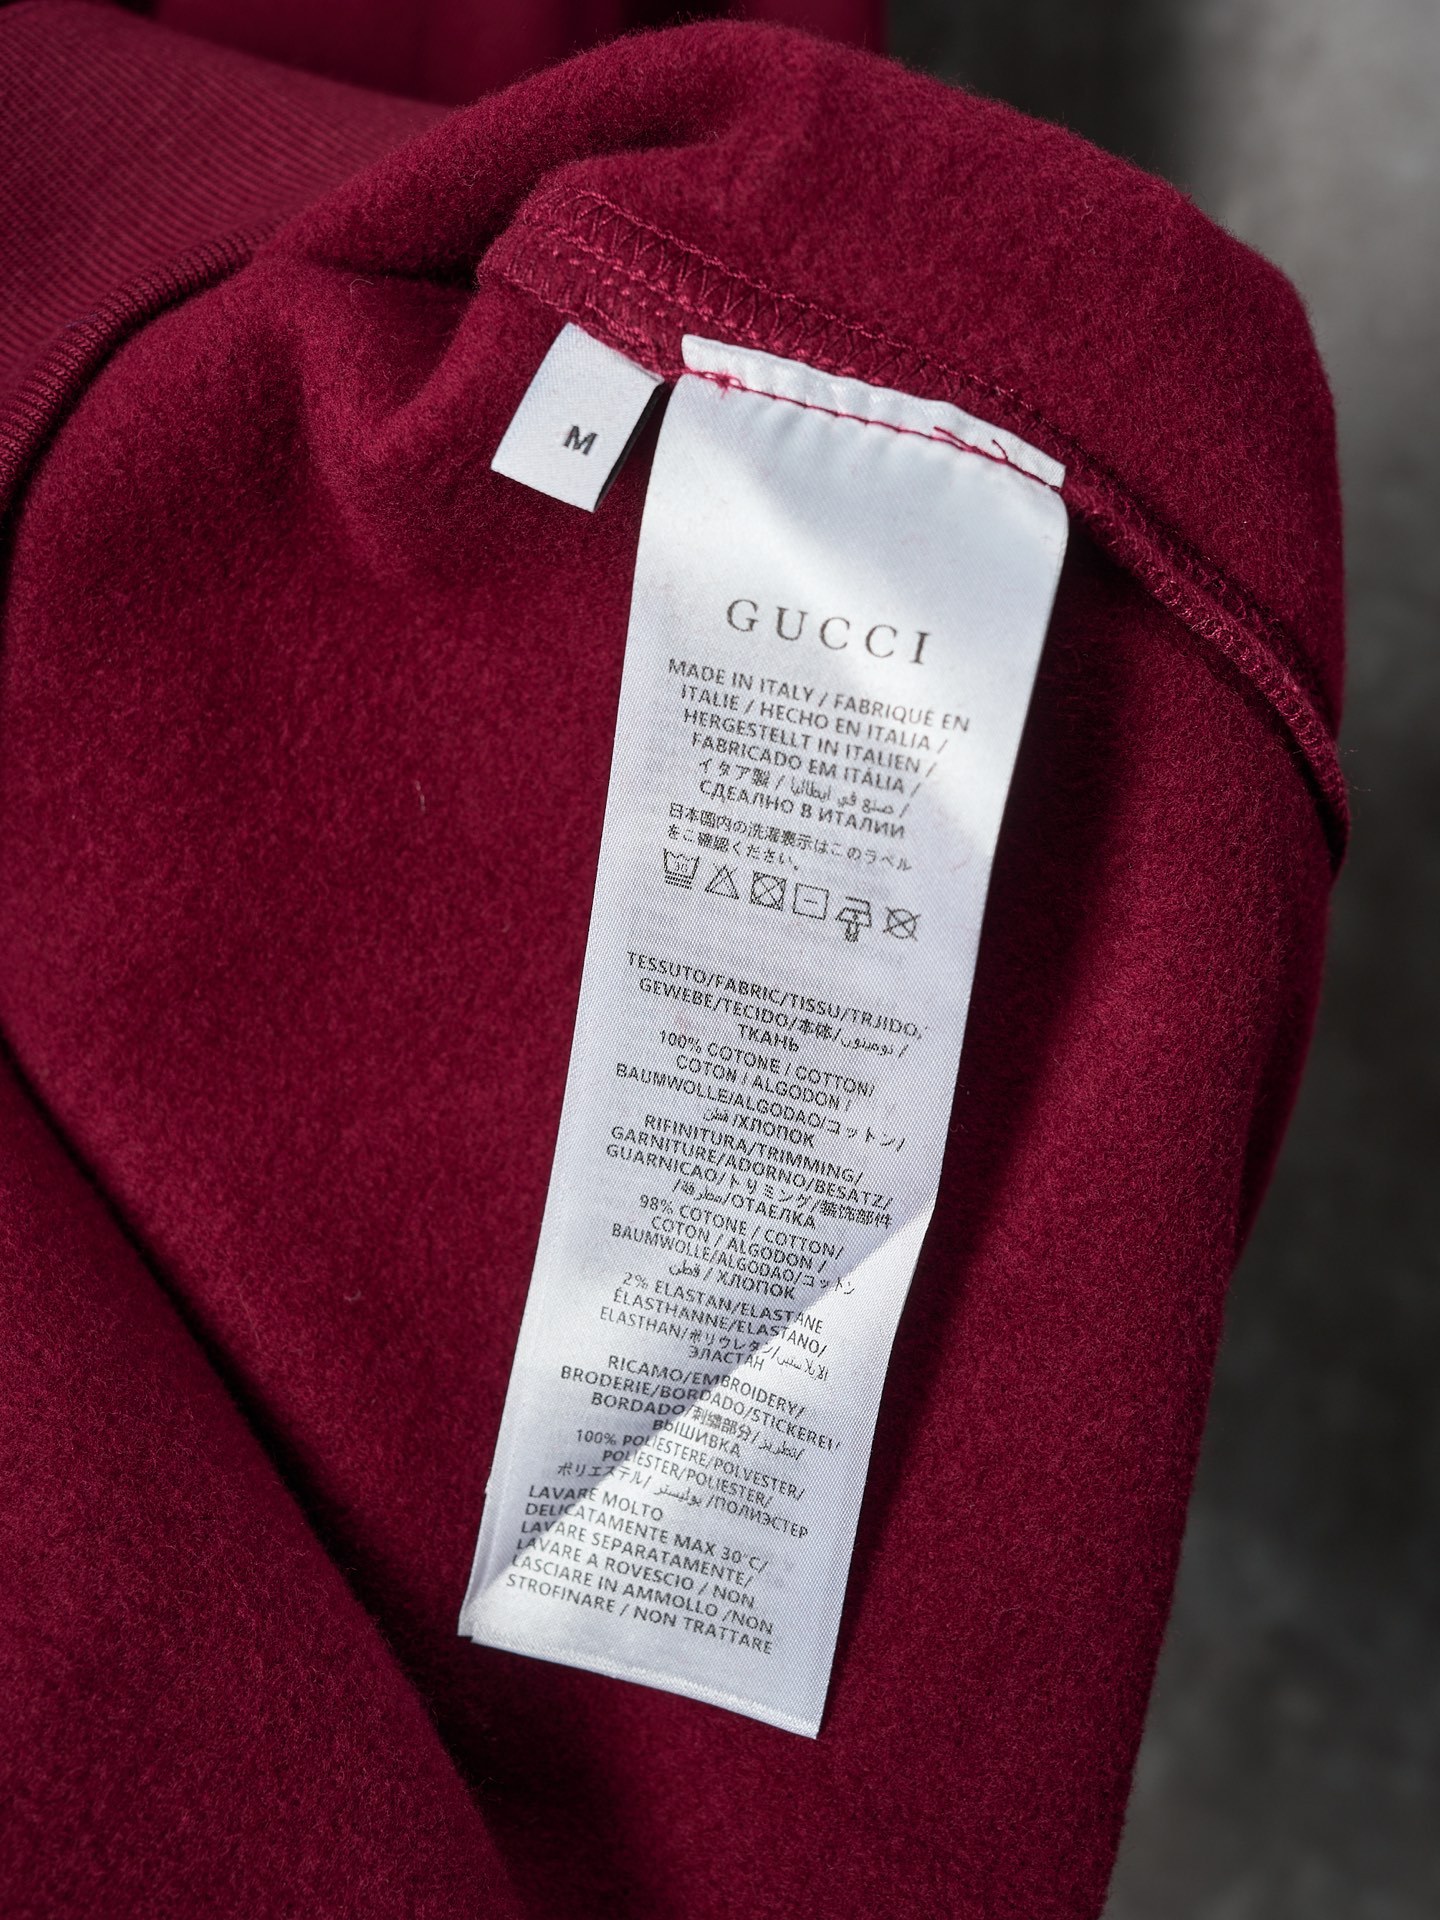 M
GUCCI
MADE IN ITALY / FABRIQUÉ EN
ITALIE / HECHO EN ITALIA /
HERGESTELLT IN ITALIEN /
FABRICADO EM ITÁLIA /
イタア製 / صنع في ايطاليا /
СДЕАЛНО В ИТАЛИИ
日本国内の洗濯表示はこのラベル
をご確認ください。
30
TESSUTO/FABRIC/TISSU/TRJIDO,
GEWEBE/TECIDO/本体/
ТКАНЬ
100% COTONE / COTTON/
COTON / ALGODON /
BAUMWOLLE/ALGODAO/コットン/
/ХЛОПОК
RIFINITURA/TRIMMING/
GARNITURE/ADORNO/BESATZ/
GUARNICAO/トリミング/装饰部件
/ОТАЕЛКА
98% COTONE / COTTON/
COTON / ALGODON /
BAUMWOLLE/ALGODAO/コットン
قطن / ХЛОПОК
2% ELASTAN/ELASTANE
ÉLASTHANNE/ELASTANO/
ELASTHAN/ポリウレタン/
ЭЛАСТАН
RICAMO/EMBROIDERY/
BRODERIE/BORDADO/STICKEREI/
BORDADO/刺繍部分/تطريز/
ВЫШИВКА
100% POLIESTERE/POLVESTER/
POLIESTER/POLIESTER/
ポリエステル/ بوليستر /ПОЛИЭСТЕР
LAVARE MOLTO
DELICATAMENTE MAX 30°C/
LAVARE SEPARATAMENTE/
LAVARE A ROVESCIO / NON
LASCIARE IN AMMOLLO /NON
STROFINARE / NON TRATTARE